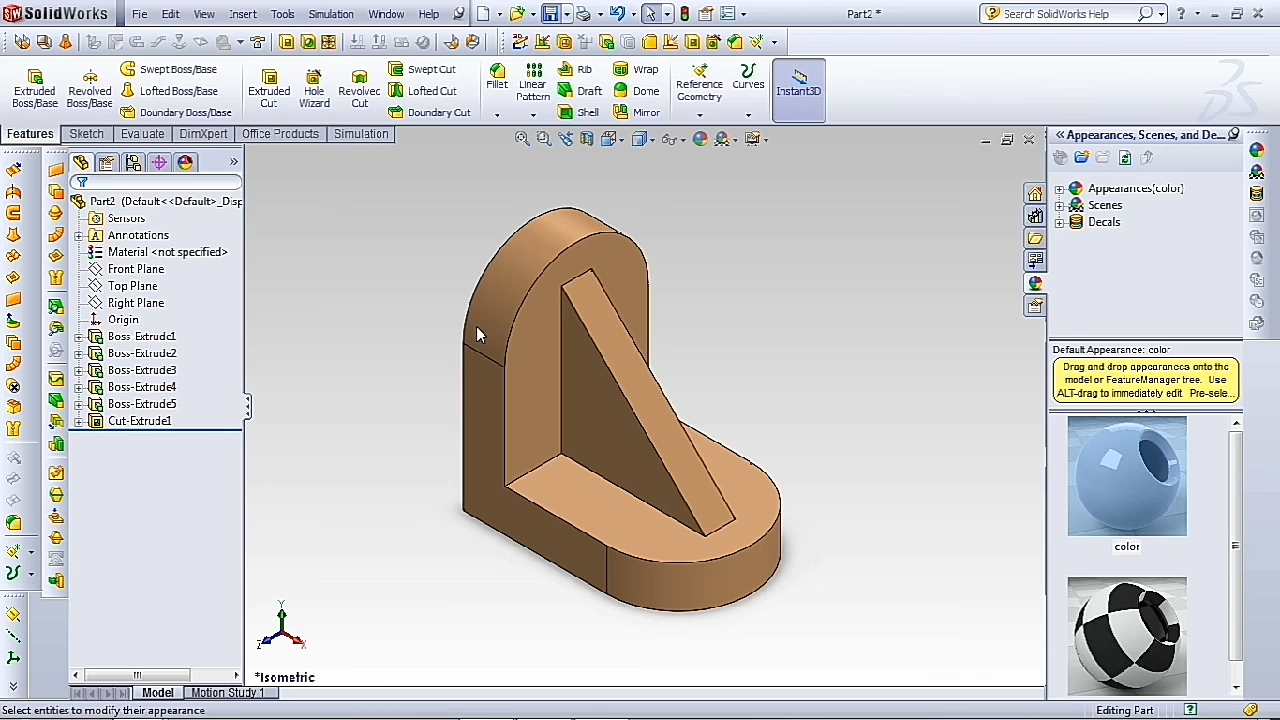 SolidWorks File Edit View Insert Tools Simulation Window Help Part2 * Search SolidWorks Help
Extruded Boss/Base
Revolved Boss/Base
Swept Boss/Base
Lofted Boss/Base
Boundary Boss/Base
Extruded Cut
Hole Wizard
Revolved Cut
Swept Cut
Lofted Cut
Boundary Cut
Fillet
Linear Pattern
Rib
Draft
Shell
Wrap
Dome
Mirror
Reference Geometry
Curves
Instant3D
Features Sketch Evaluate DimXpert Office Products Simulation
Part2 (Default<<Default>_Disp
Sensors
Annotations
Material <not specified>
Front Plane
Top Plane
Right Plane
Origin
Boss-Extrude1
Boss-Extrude2
Boss-Extrude3
Boss-Extrude4
Boss-Extrude5
Cut-Extrude1
Y
Z
X
*Isometric
Model Motion Study 1
Select entities to modify their appearance
Editing Part
Appearances, Scenes, and De...
Appearances(color)
Scenes
Decals
Default Appearance: color
Drag and drop appearances onto the
model or FeatureManager tree. Use
ALT-drag to immediately edit Pre-sele...
color